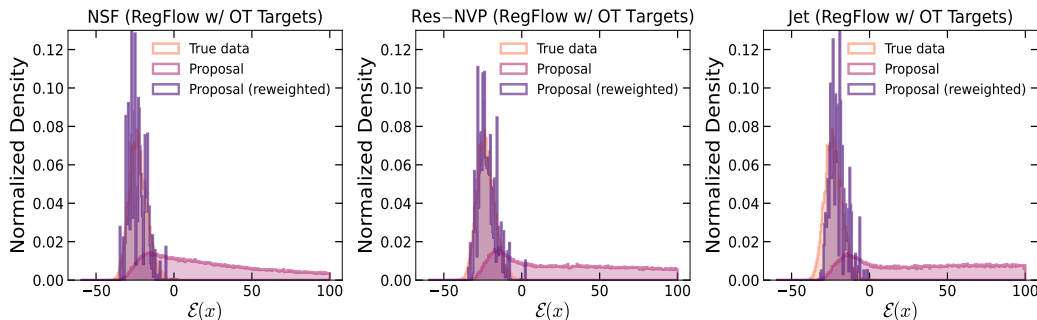 NSF (RegFlow w/ OT Targets)
Normalized Density
0.12
0.10
0.08
0.06
0.04
0.02
0.00
True data
Proposal
Proposal (reweighted)
−50
0
50
100
ℰ(x)
Res−NVP (RegFlow w/ OT Targets)
Normalized Density
0.12
0.10
0.08
0.06
0.04
0.02
0.00
True data
Proposal
Proposal (reweighted)
−50
0
50
100
ℰ(x)
Jet (RegFlow w/ OT Targets)
Normalized Density
0.12
0.10
0.08
0.06
0.04
0.02
0.00
True data
Proposal
Proposal (reweighted)
−50
0
50
100
ℰ(x)